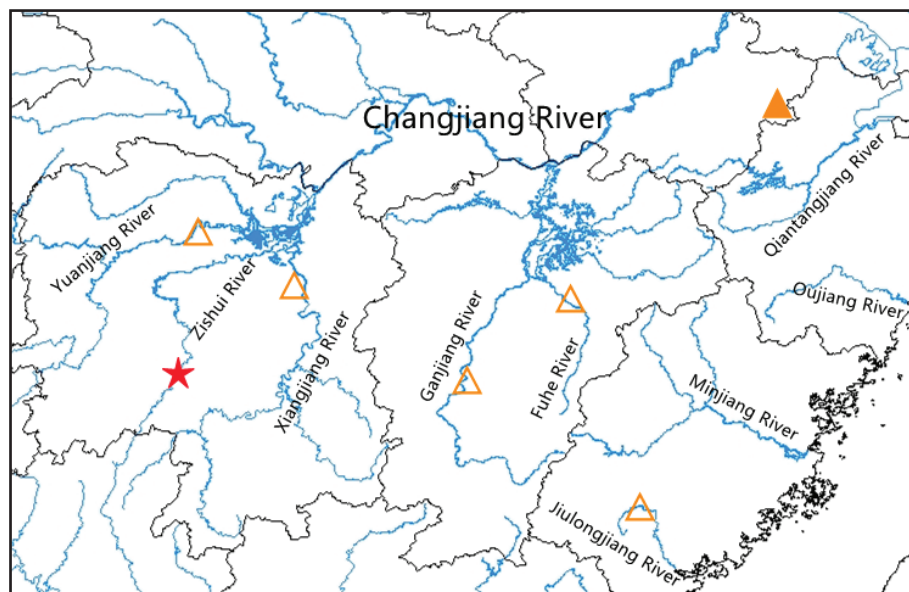 Changjiang River
Qiantangjiang River
Yuanjiang River
Zishui River
Oujiang River
Xiangjiang River
Ganjiang River
Fuhe River
Minjiang River
Jiulongjiang River